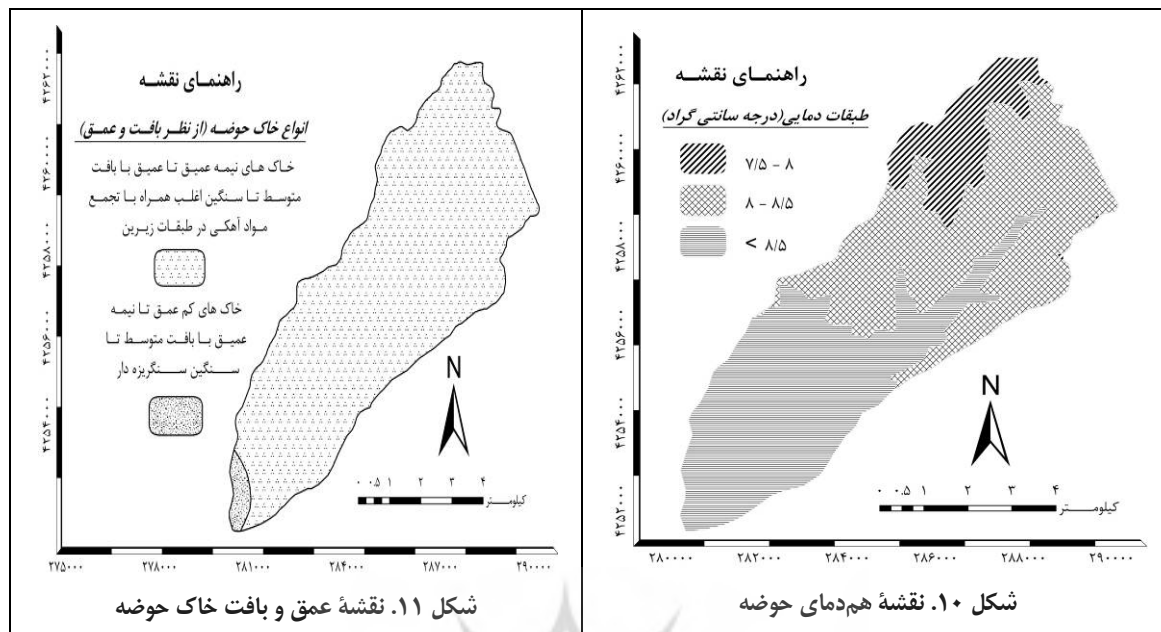 راهنمای نقشه
طبقات دمایی(درجه سانتی گراد)
۷/۵ - ۸
۸ - ۸/۵
< ۸/۵
N
۰ ۰.۵ ۱ ۲ ۳ ۴
کیلومتر
۴۲۶۲۰۰۰
۴۲۶۰۰۰۰
۴۲۵۸۰۰۰
۴۲۵۶۰۰۰
۴۲۵۴۰۰۰
۴۲۵۲۰۰۰
۲۸۰۰۰۰ ۲۸۲۰۰۰ ۲۸۴۰۰۰ ۲۸۶۰۰۰ ۲۸۸۰۰۰ ۲۹۰۰۰۰
شکل ۱۰. نقشهٔ هم‌دمای حوضه
راهنمای نقشه
انواع خاک حوضه (از نظر بافت و عمق)
خاک های نیمه عمیق تا عمیق با بافت
متوسط تا سنگین اغلب همراه با تجمع
مواد آهکی در طبقات زیرین
خاک های کم عمق تا نیمه
عمیق با بافت متوسط تا
سنگین سنگریزه دار
N
۰ ۰.۵ ۱ ۲ ۳ ۴
کیلومتر
۴۲۶۲۰۰۰
۴۲۶۰۰۰۰
۴۲۵۸۰۰۰
۴۲۵۶۰۰۰
۴۲۵۴۰۰۰
۲۷۵۰۰۰ ۲۷۸۰۰۰ ۲۸۱۰۰۰ ۲۸۴۰۰۰ ۲۸۷۰۰۰ ۲۹۰۰۰۰
شکل ۱۱. نقشهٔ عمق و بافت خاک حوضه